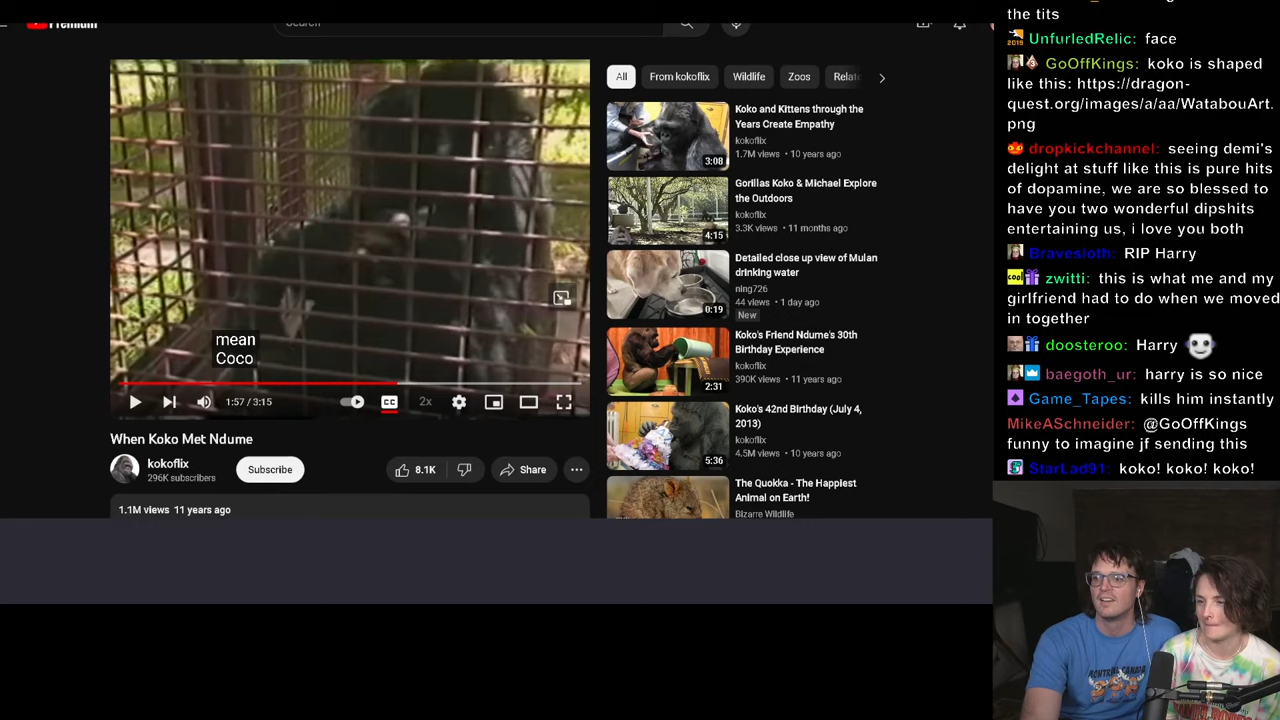 Premium
Search
mean
Coco
1:57 / 3:15
CC
2x
When Koko Met Ndume
kokoflix
296K subscribers
Subscribe
8.1K
Share
1.1M views 11 years ago
All
From kokoflix
Wildlife
Zoos
Relate
Koko and Kittens through the
Years Create Empathy
kokoflix
1.7M views • 10 years ago
3:08
Gorillas Koko & Michael Explore
the Outdoors
kokoflix
3.3K views • 11 months ago
4:15
Detailed close up view of Mulan
drinking water
ning726
44 views • 1 day ago
New
0:19
Koko's Friend Ndume's 30th
Birthday Experience
kokoflix
390K views • 11 years ago
2:31
Koko's 42nd Birthday (July 4,
2013)
kokoflix
4.5M views • 10 years ago
5:36
The Quokka - The Happiest
Animal on Earth!
Bizarre Wildlife
the tits
2019 UnfurledRelic: face
GoOffKings: koko is shaped
like this: https://dragon-
quest.org/images/a/aa/WatabouArt.
png
dropkickchannel: seeing demi's
delight at stuff like this is pure hits
of dopamine, we are so blessed to
have you two wonderful dipshits
entertaining us, i love you both
Bravesloth: RIP Harry
zwitti: this is what me and my
girlfriend had to do when we moved
in together
doosteroo: Harry
baegoth_ur: harry is so nice
Game_Tapes: kills him instantly
MikeASchneider: @GoOffKings
funny to imagine jf sending this
StarLad91: koko! koko! koko!
MONTREAL CANADA